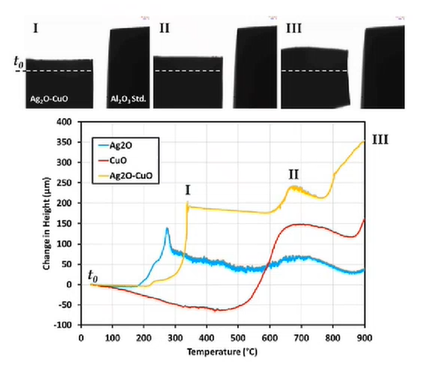 I II III
t0
Ag2O-CuO Al2O3 Std.
400
350
300
250
200
150
100
50
0
-50
-100
Change in Height (µm)
Ag2O
CuO
Ag2O-CuO
I
II
III
t0
0 100 200 300 400 500 600 700 800 900
Temperature (°C)